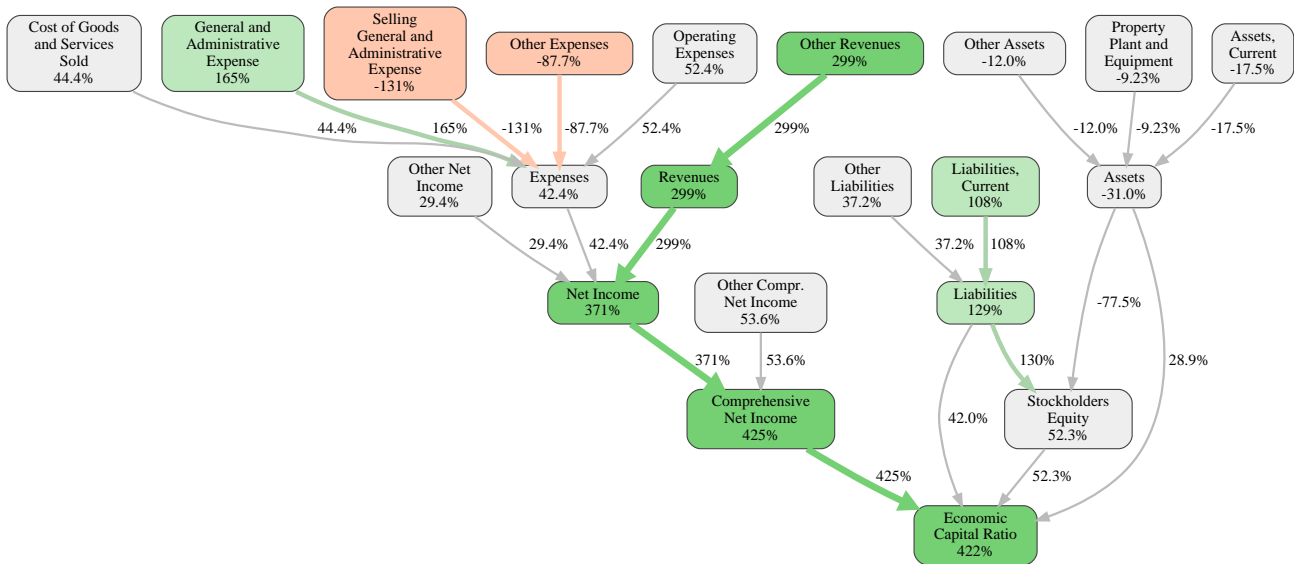 Cost of Goods
and Services
Sold
44.4%
General and
Administrative
Expense
165%
Selling
General and
Administrative
Expense
-131%
Other Expenses
-87.7%
Operating
Expenses
52.4%
Other Revenues
299%
Other Assets
-12.0%
Property
Plant and
Equipment
-9.23%
Assets,
Current
-17.5%
44.4%
165%
-131%
-87.7%
52.4%
299%
-12.0%
-9.23%
-17.5%
Other Net
Income
29.4%
Expenses
42.4%
Revenues
299%
Other
Liabilities
37.2%
Liabilities,
Current
108%
Assets
-31.0%
29.4%
42.4%
299%
37.2%
108%
Net Income
371%
Other Compr.
Net Income
53.6%
Liabilities
129%
-77.5%
371%
53.6%
130%
28.9%
Comprehensive
Net Income
425%
42.0%
Stockholders
Equity
52.3%
425%
52.3%
Economic
Capital Ratio
422%